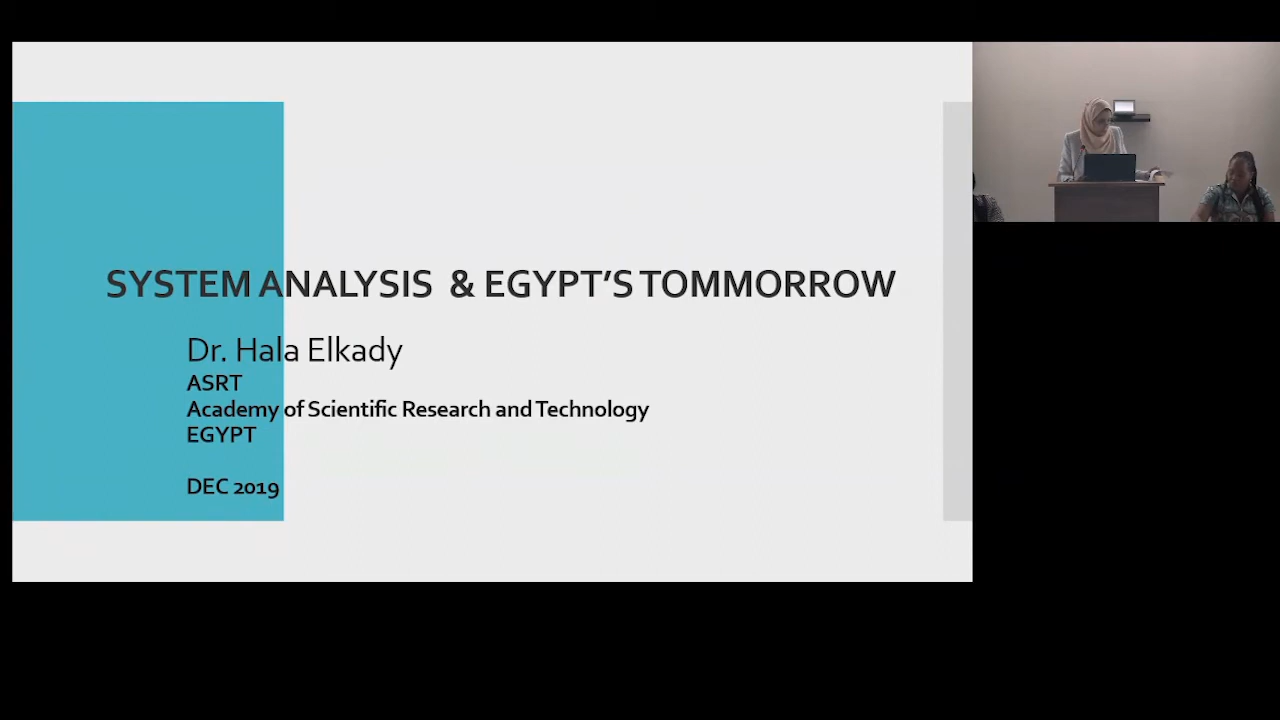 SYSTEM ANALYSIS & EGYPT'S TOMMORROW
Dr. Hala Elkady
ASRT
Academy of Scientific Research and Technology
EGYPT
DEC 2019